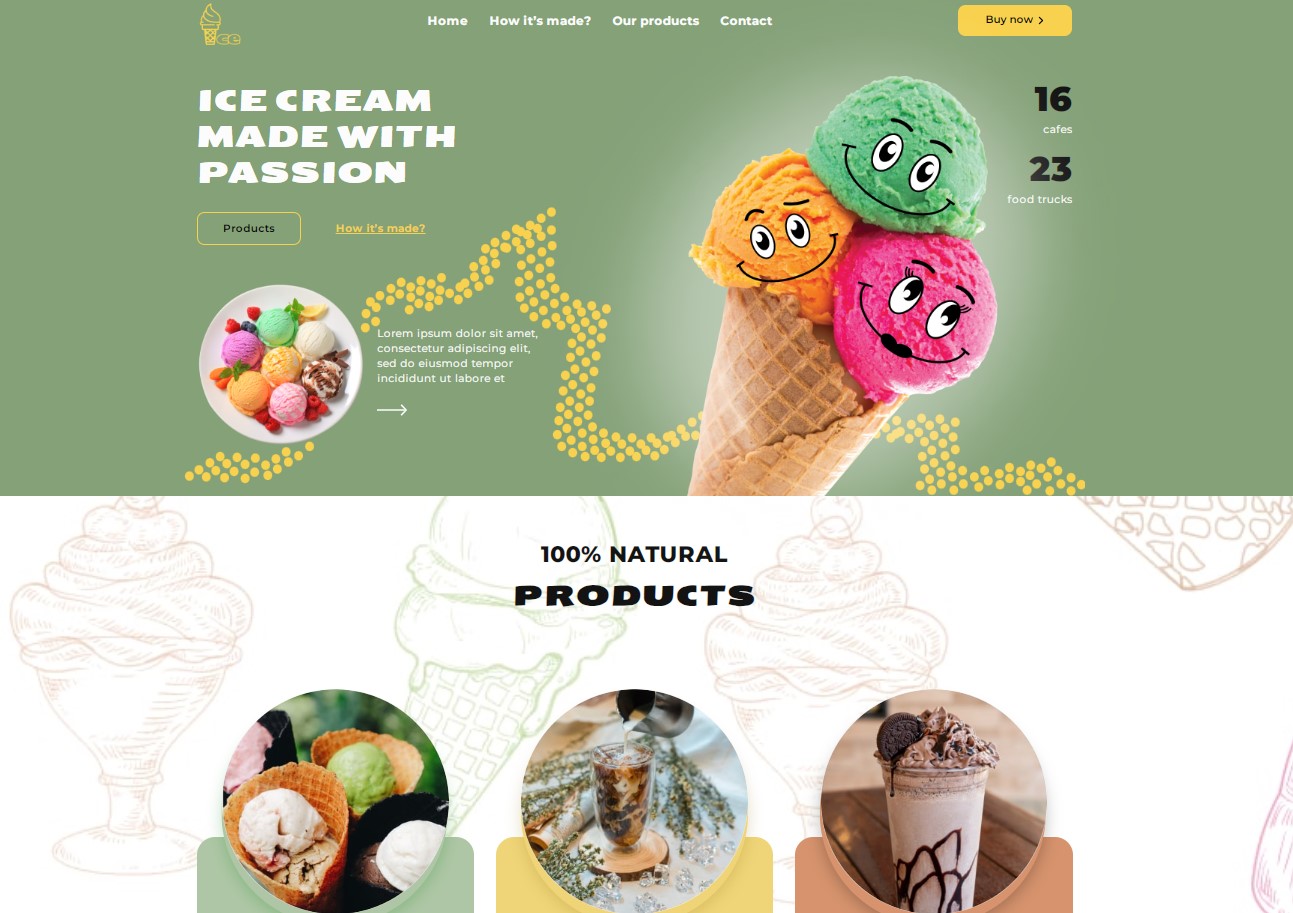 ce
Home
How it's made?
Our products
Contact
Buy now
ICE CREAM
MADE WITH
PASSION
Products
How it's made?
Lorem ipsum dolor sit amet,
consectetur adipiscing elit,
sed do eiusmod tempor
incididunt ut labore et
16
cafes
23
food trucks
100% NATURAL
PRODUCTS